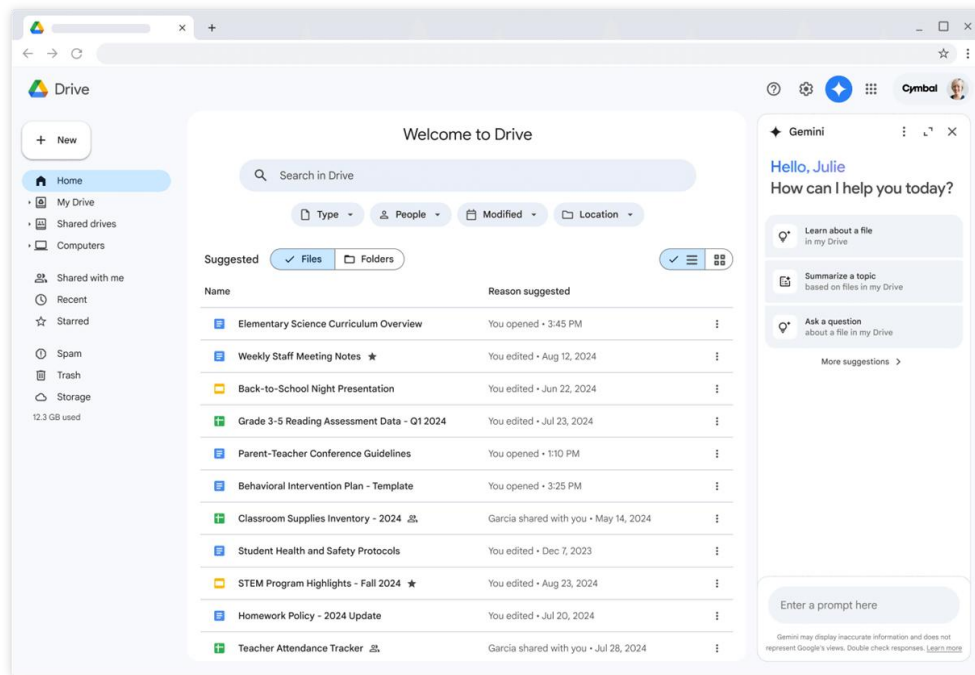 Drive
Cymbal
New
Home
My Drive
Shared drives
Computers
Shared with me
Recent
Starred
Spam
Trash
Storage
12.3 GB used
Welcome to Drive
Search in Drive
Type People Modified Location
Suggested Files Folders
Name Reason suggested
Elementary Science Curriculum Overview You opened • 3:45 PM
Weekly Staff Meeting Notes You edited • Aug 12, 2024
Back-to-School Night Presentation You edited • Jun 22, 2024
Grade 3-5 Reading Assessment Data - Q1 2024 You edited • Jul 23, 2024
Parent-Teacher Conference Guidelines You opened • 1:10 PM
Behavioral Intervention Plan - Template You opened • 3:25 PM
Classroom Supplies Inventory - 2024 Garcia shared with you • May 14, 2024
Student Health and Safety Protocols You edited • Dec 7, 2023
STEM Program Highlights - Fall 2024 You edited • Aug 23, 2024
Homework Policy - 2024 Update You edited • Jul 20, 2024
Teacher Attendance Tracker Garcia shared with you • Jul 28, 2024
Gemini
Hello, Julie
How can I help you today?
Learn about a file
in my Drive
Summarize a topic
based on files in my Drive
Ask a question
about a file in my Drive
More suggestions
Enter a prompt here
Gemini may display inaccurate information and does not
represent Google's views. Double check responses. Learn more